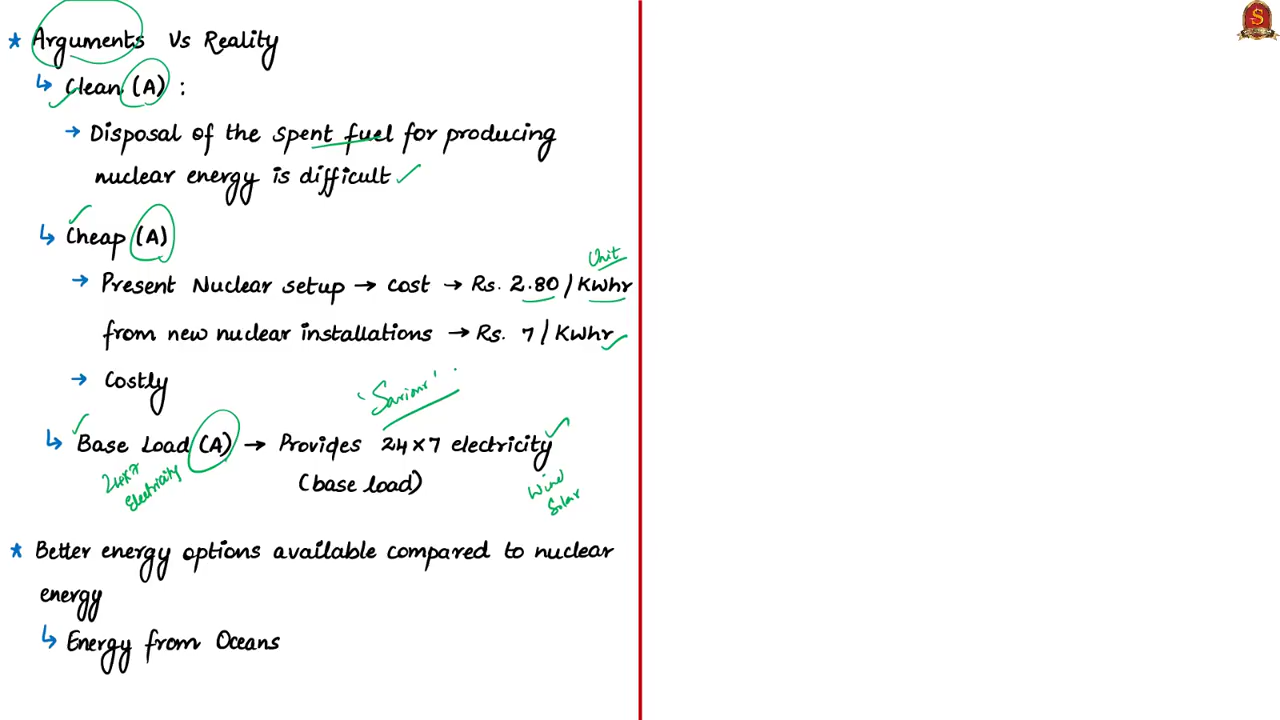 * Arguments Vs Reality
↳ Clean (A) :
→ Disposal of the spent fuel for producing
nuclear energy is difficult
↳ Cheap (A)
Unit
→ Present Nuclear setup → cost → Rs. 2.80 / KWhr
from new nuclear installations → Rs. 7 / KWhr
→ Costly
'Saviour'
↳ Base Load (A) → Provides 24×7 electricity
(base load)
24x7
Electricity
Wind
Solar
* Better energy options available compared to nuclear
energy
↳ Energy from Oceans
S